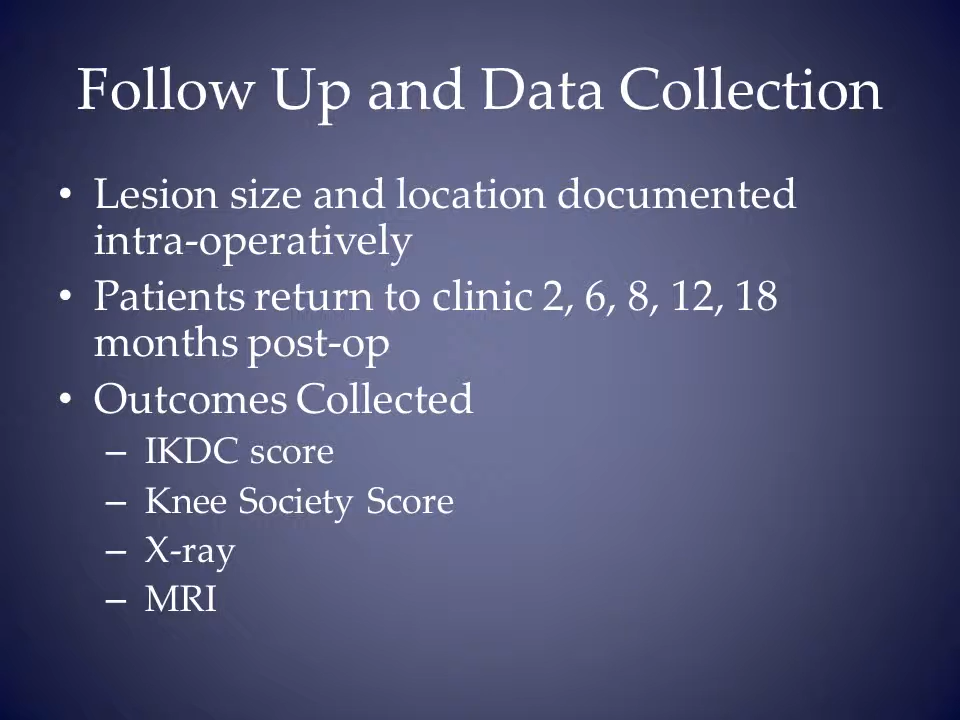 Follow Up and Data Collection
• Lesion size and location documented
intra-operatively
• Patients return to clinic 2, 6, 8, 12, 18
months post-op
• Outcomes Collected
– IKDC score
– Knee Society Score
– X-ray
– MRI